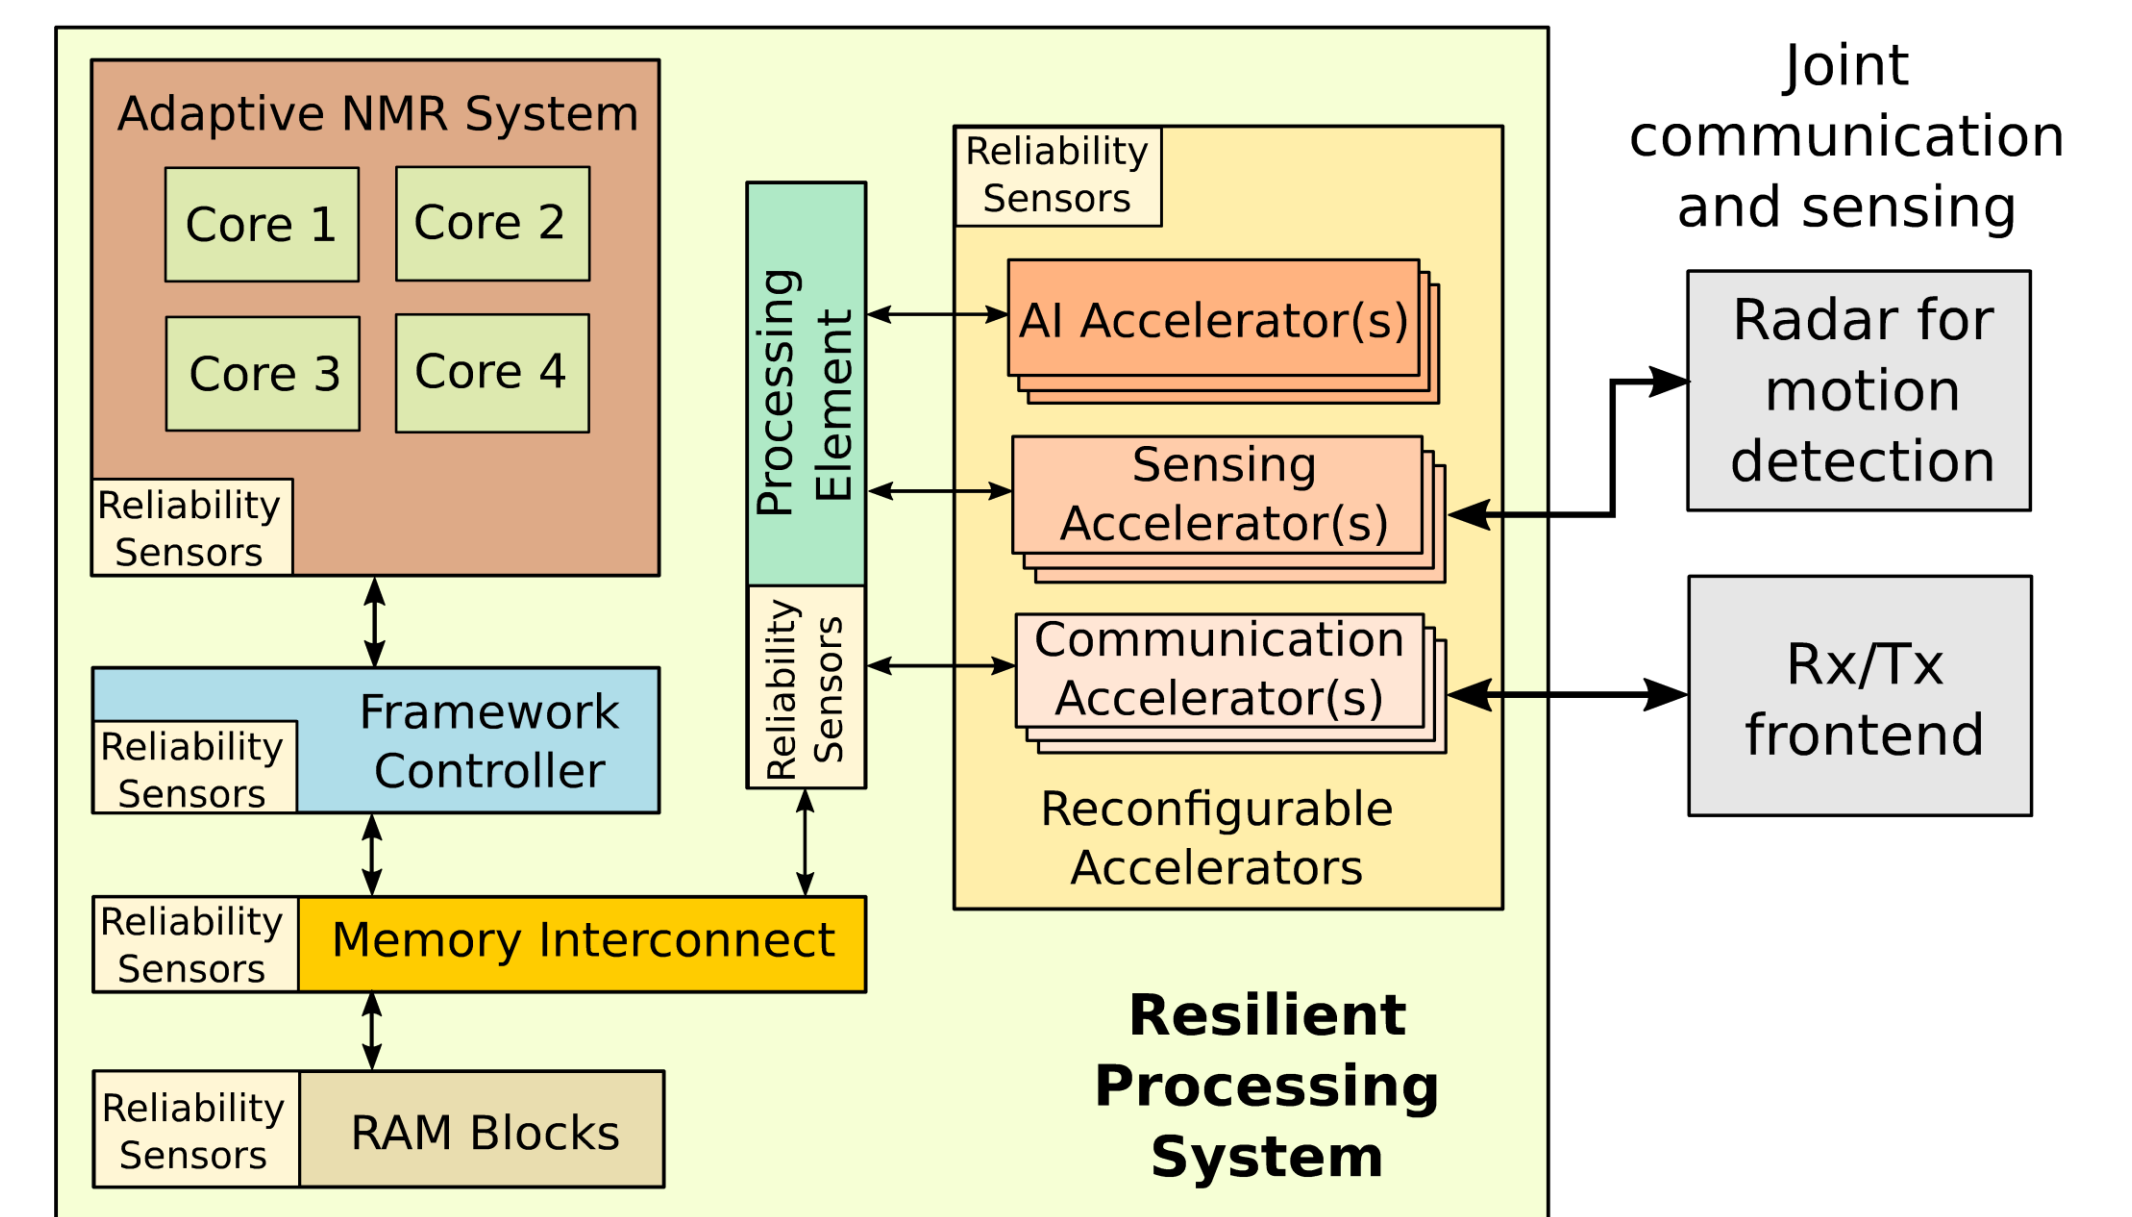 Adaptive NMR System
Core 1
Core 2
Core 3
Core 4
Reliability
Sensors
Framework
Controller
Reliability
Sensors
Reliability
Sensors
Memory Interconnect
Reliability
Sensors
RAM Blocks
Processing
Element
Reliability
Sensors
Reliability
Sensors
AI Accelerator(s)
Sensing
Accelerator(s)
Communication
Accelerator(s)
Reconfigurable
Accelerators
Resilient
Processing
System
Joint
communication
and sensing
Radar for
motion
detection
Rx/Tx
frontend